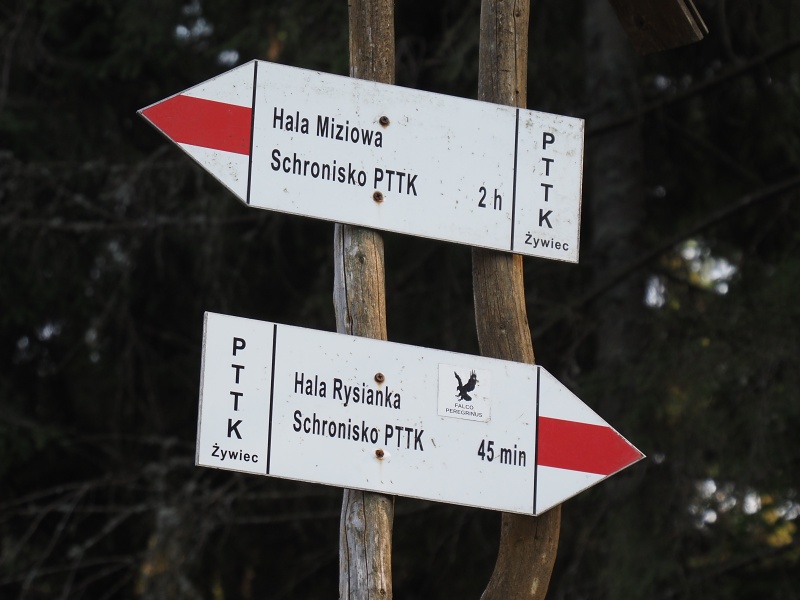 Hala Miziowa
Schronisko PTTK
2 h
PTTK
Żywiec
PTTK
Żywiec
Hala Rysianka
Schronisko PTTK
45 min
FALCO
PEREGRINUS